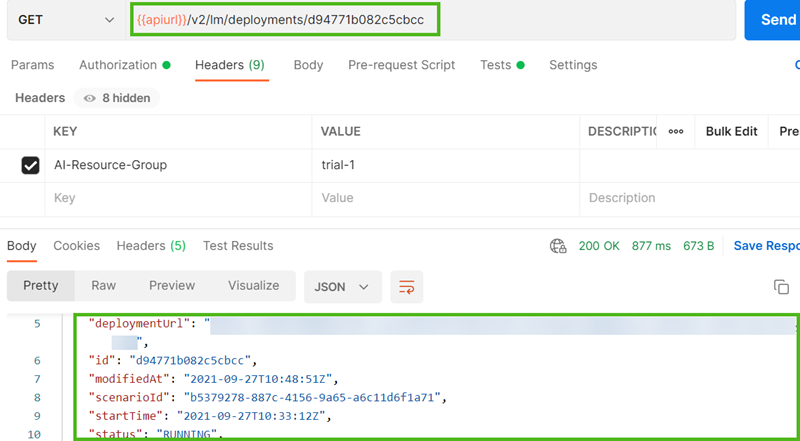 GET {{apiurl}}/v2/lm/deployments/d94771b082c5cbcc Send
Params Authorization Headers (9) Body Pre-request Script Tests Settings
Headers 8 hidden
KEY VALUE DESCRIPTIO ooo Bulk Edit Pre
AI-Resource-Group trial-1
Key Value Description
Body Cookies Headers (5) Test Results 200 OK 877 ms 673 B Save Respo
Pretty Raw Preview Visualize JSON
5 "deploymentUrl": "
",
6 "id": "d94771b082c5cbcc",
7 "modifiedAt": "2021-09-27T10:48:51Z",
8 "scenarioId": "b5379278-887c-4156-9a65-a6c11d6f1a71",
9 "startTime": "2021-09-27T10:33:12Z",
10 "status": "RUNNING",